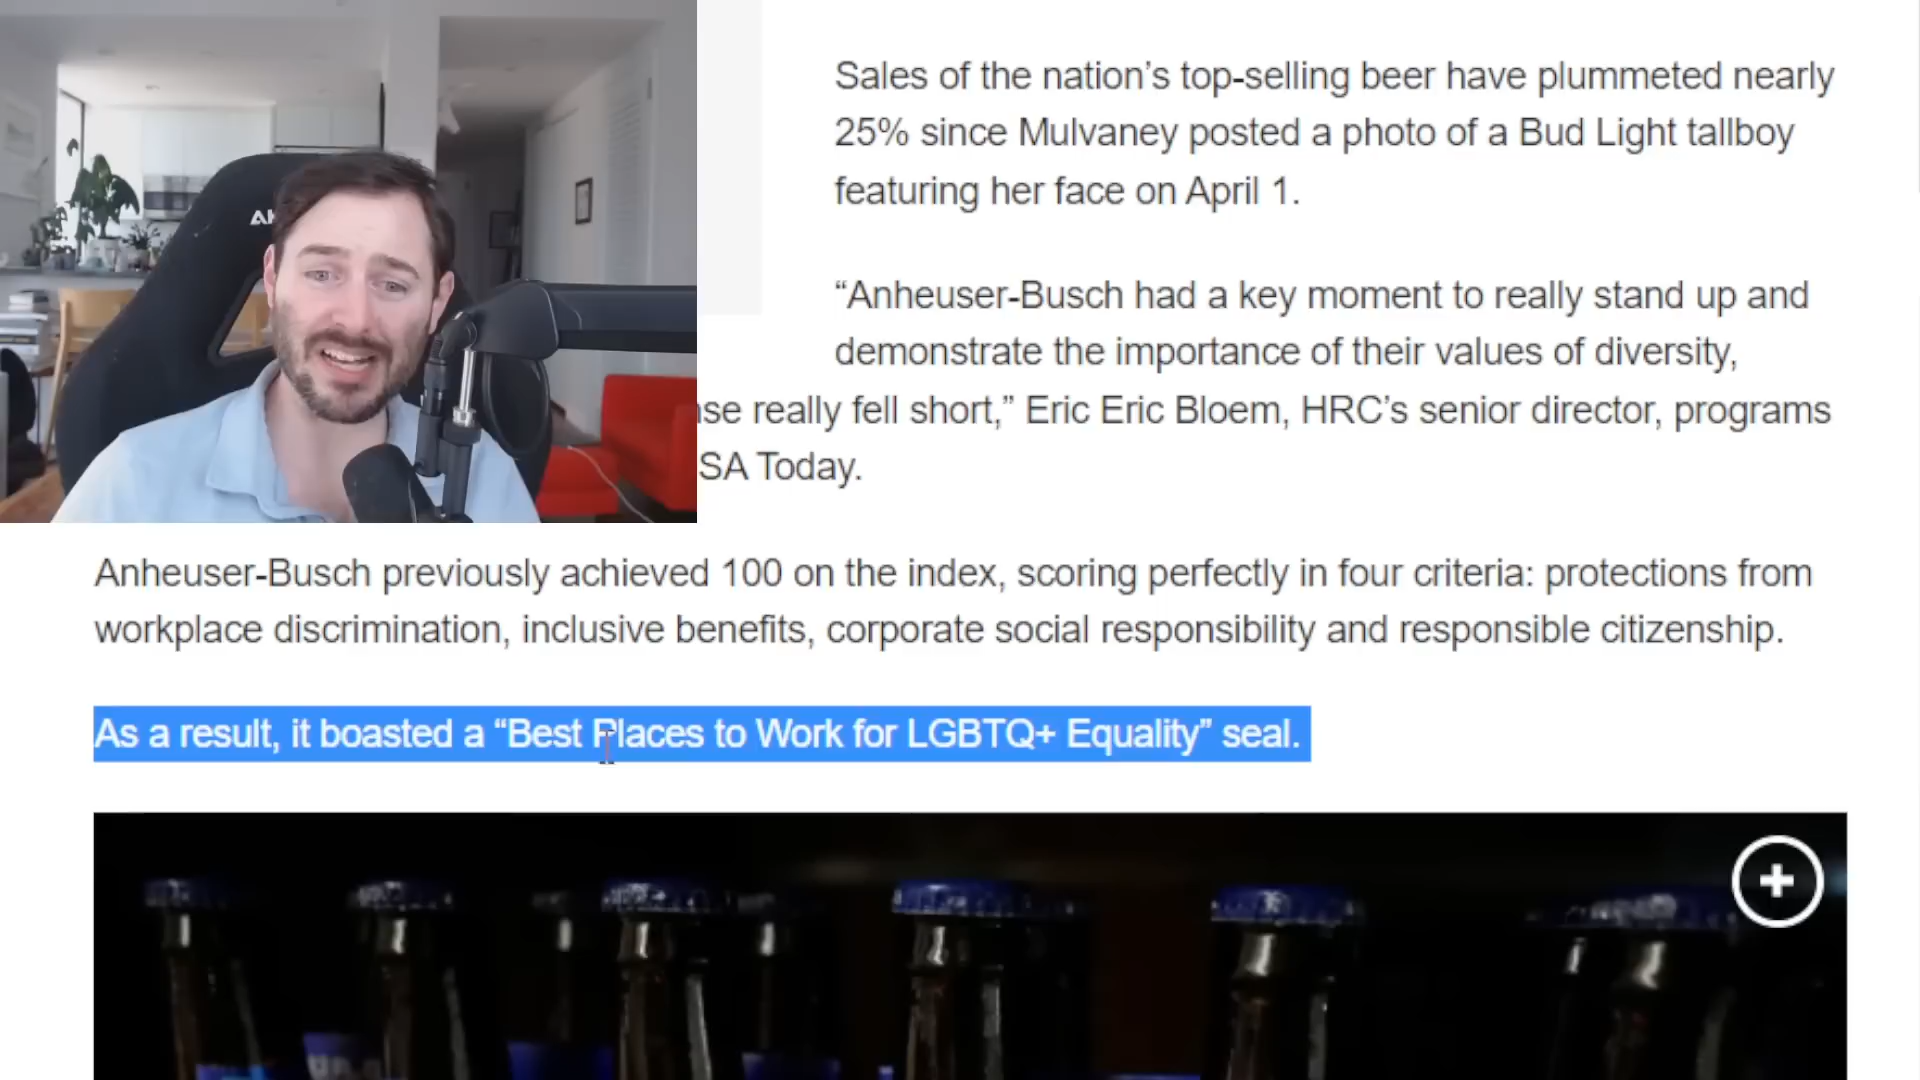 Sales of the nation’s top-selling beer have plummeted nearly
25% since Mulvaney posted a photo of a Bud Light tallboy
featuring her face on April 1.
“Anheuser-Busch had a key moment to really stand up and
demonstrate the importance of their values of diversity,
really fell short,” Eric Eric Bloem, HRC’s senior director, programs
SA Today.
Anheuser-Busch previously achieved 100 on the index, scoring perfectly in four criteria: protections from
workplace discrimination, inclusive benefits, corporate social responsibility and responsible citizenship.
As a result, it boasted a “Best Places to Work for LGBTQ+ Equality” seal.